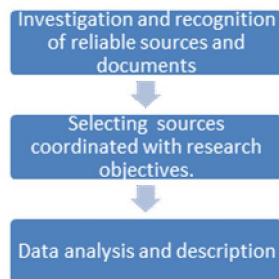 Investigation and recognition
of reliable sources and
documents
Selecting sources
coordinated with research
objectives.
Data analysis and description